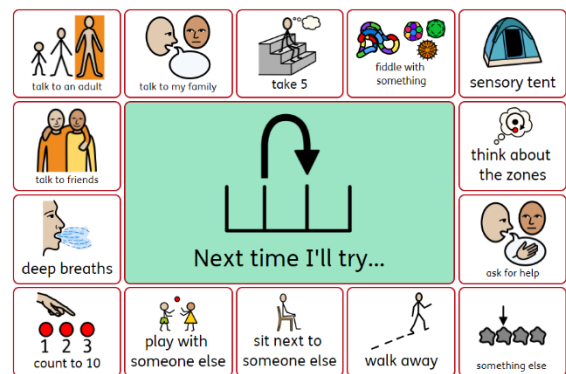 talk to an adult
talk to my family
take 5
fiddle with
something
sensory tent
talk to friends
Next time I'll try...
think about
the zones
deep breaths
ask for help
1 2 3
count to 10
play with
someone else
sit next to
someone else
walk away
something else